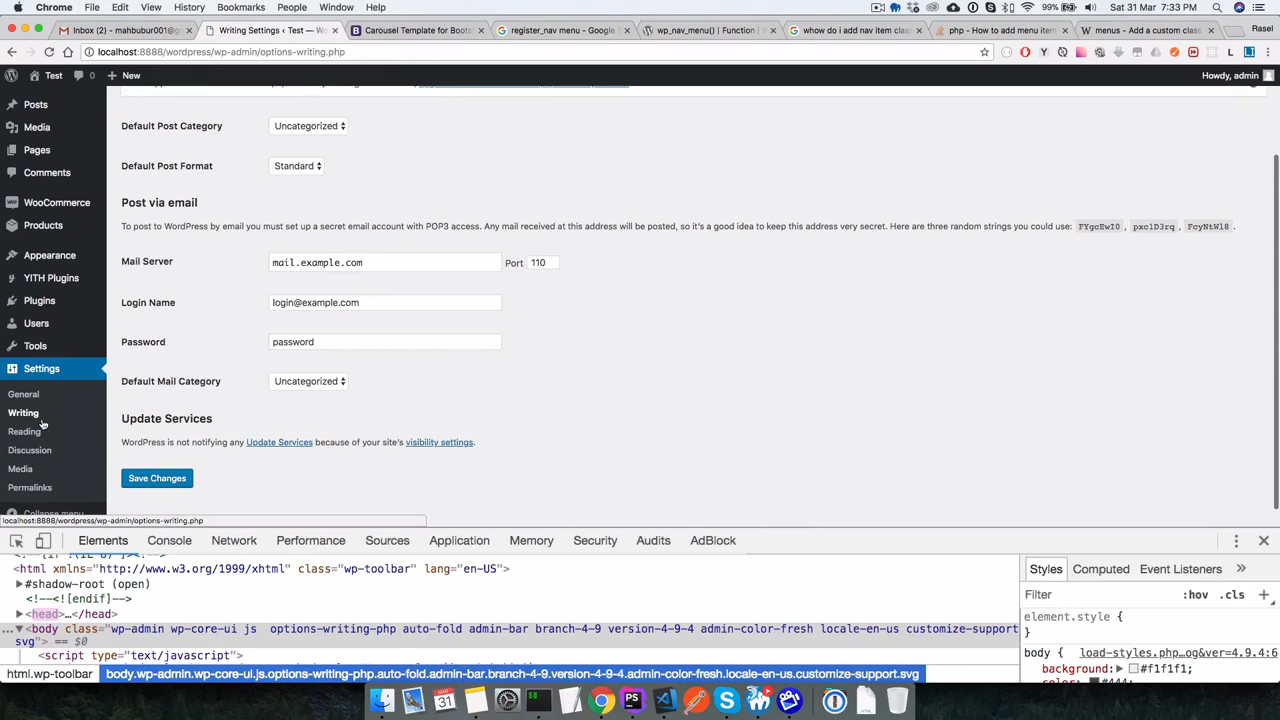 Chrome File Edit View History Bookmarks People Window Help 99% Sat 31 Mar 7:33 PM
Inbox (2) - mahbubur001@g Writing Settings ‹ Test — Wo Carousel Template for Boots register_nav menu - Google S wp_nav_menu() | Function | V whow do i add nav item class php - How to add menu item menus - Add a custom class Rasel
localhost:8888/wordpress/wp-admin/options-writing.php
Test 0 New Howdy, admin
Posts
Media
Pages
Comments
WooCommerce
Products
Appearance
YITH Plugins
Plugins
Users
Tools
Settings
General
Writing
Reading
Discussion
Media
Permalinks
Collapse menu
Default Post Category Uncategorized
Default Post Format Standard
Post via email
To post to WordPress by email you must set up a secret email account with POP3 access. Any mail received at this address will be posted, so it's a good idea to keep this address very secret. Here are three random strings you could use: FYgcEwI0 , pxc1D3rq , FcyNtWl8 .
Mail Server mail.example.com Port 110
Login Name login@example.com
Password password
Default Mail Category Uncategorized
Update Services
WordPress is not notifying any Update Services because of your site's visibility settings.
Save Changes
localhost:8888/wordpress/wp-admin/options-writing.php
Elements Console Network Performance Sources Application Memory Security Audits AdBlock
<html xmlns="http://www.w3.org/1999/xhtml" class="wp-toolbar" lang="en-US">
#shadow-root (open)
<!--<![endif]-->
<head>…</head>
<body class="wp-admin wp-core-ui js  options-writing-php auto-fold admin-bar branch-4-9 version-4-9-4 admin-color-fresh locale-en-us customize-support
svg"> == $0
<script type="text/javascript">
html.wp-toolbar body.wp-admin.wp-core-ui.js.options-writing-php.auto-fold.admin-bar.branch-4-9.version-4-9-4.admin-color-fresh.locale-en-us.customize-support.svg
Styles Computed Event Listeners »
Filter :hov .cls +
element.style {
}
body { load-styles.php…&ver=4.9.4:6
background: #f1f1f1;
color: #444;